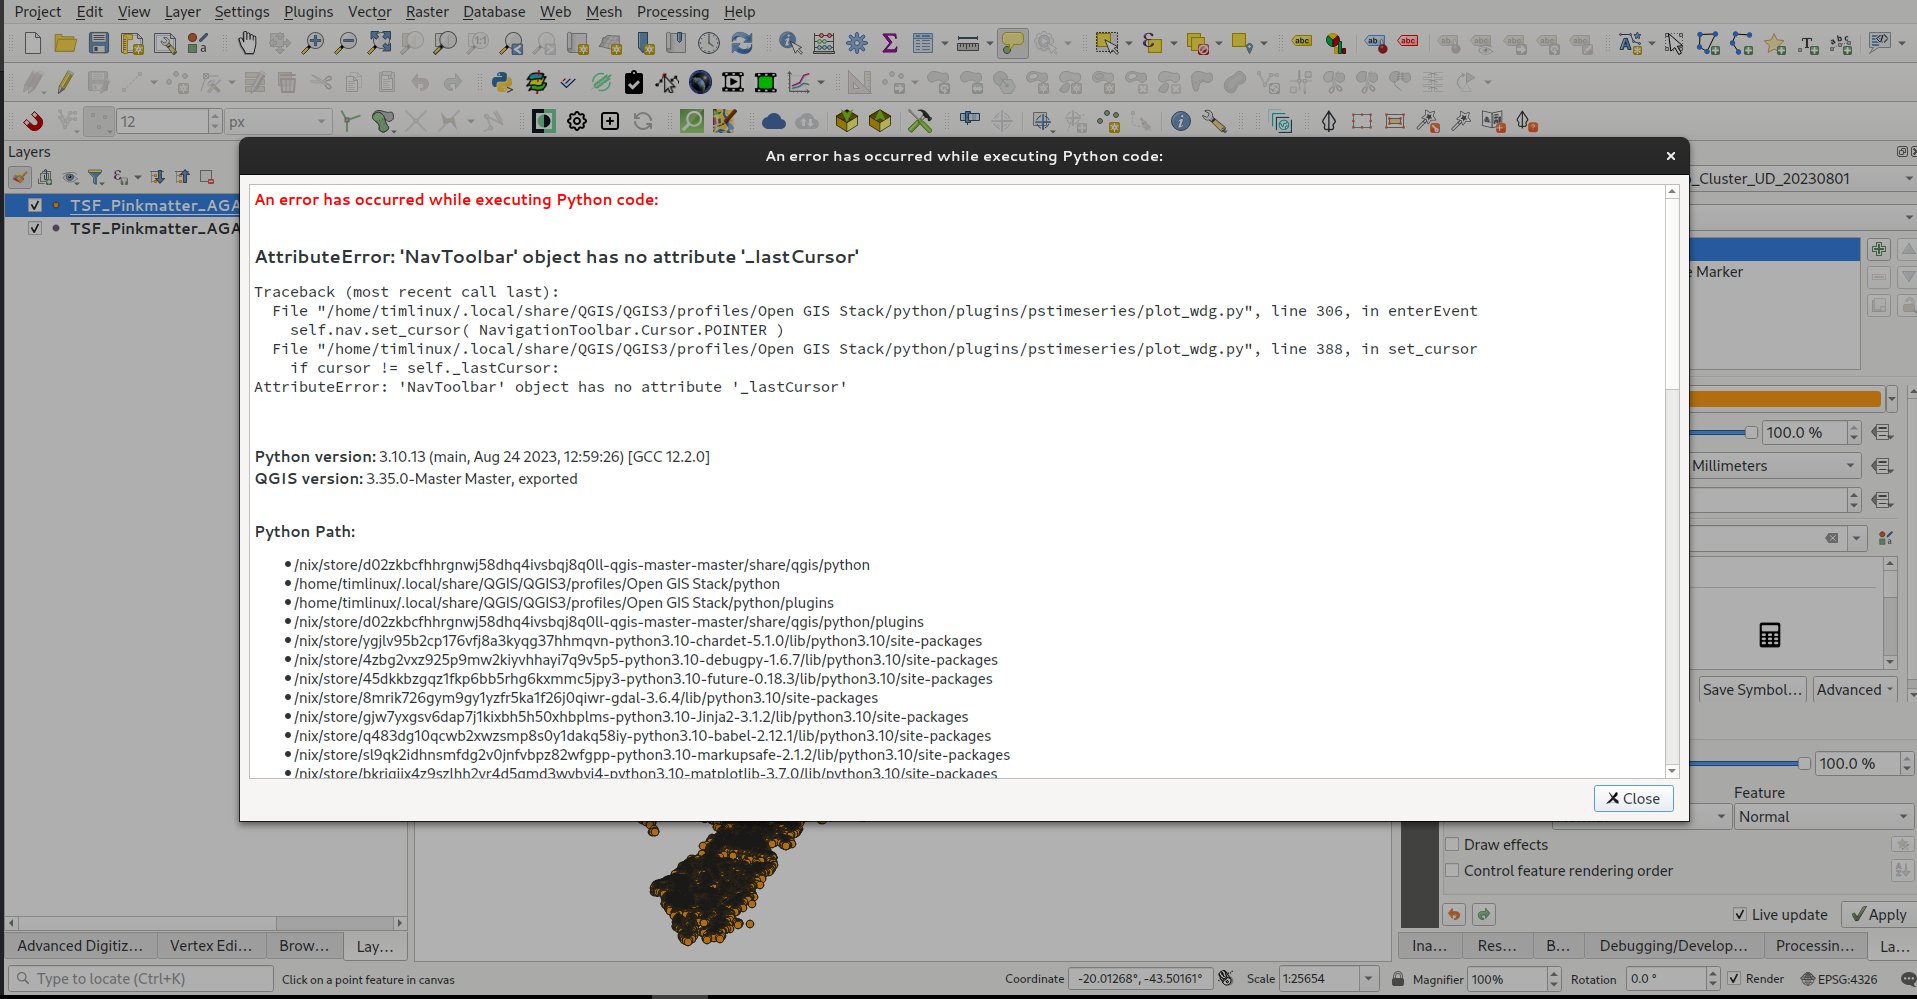 Project Edit View Layer Settings Plugins Vector Raster Database Web Mesh Processing Help
12
px
Layers
TSF_Pinkmatter_AGA
TSF_Pinkmatter_AGA
An error has occurred while executing Python code:
An error has occurred while executing Python code:
AttributeError: 'NavToolbar' object has no attribute '_lastCursor'
Traceback (most recent call last):
File "/home/timlinux/.local/share/QGIS/QGIS3/profiles/Open GIS Stack/python/plugins/pstimeseries/plot_wdg.py", line 306, in enterEvent
self.nav.set_cursor( NavigationToolbar.Cursor.POINTER )
File "/home/timlinux/.local/share/QGIS/QGIS3/profiles/Open GIS Stack/python/plugins/pstimeseries/plot_wdg.py", line 388, in set_cursor
if cursor != self._lastCursor:
AttributeError: 'NavToolbar' object has no attribute '_lastCursor'
Python version: 3.10.13 (main, Aug 24 2023, 12:59:26) [GCC 12.2.0]
QGIS version: 3.35.0-Master Master, exported
Python Path:
• /nix/store/d02zkbcfhhrgnwj58dhq4ivsbqj8q0ll-qgis-master-master/share/qgis/python
• /home/timlinux/.local/share/QGIS/QGIS3/profiles/Open GIS Stack/python
• /home/timlinux/.local/share/QGIS/QGIS3/profiles/Open GIS Stack/python/plugins
• /nix/store/d02zkbcfhhrgnwj58dhq4ivsbqj8q0ll-qgis-master-master/share/qgis/python/plugins
• /nix/store/ygjlv95b2cp176vfj8a3kyqg37hhmqvn-python3.10-chardet-5.1.0/lib/python3.10/site-packages
• /nix/store/4zbg2vxz925p9mw2kiyvhhayi7q9v5p5-python3.10-debugpy-1.6.7/lib/python3.10/site-packages
• /nix/store/45dkkbzgqz1fkp6bb5rhg6kxmmc5jpy3-python3.10-future-0.18.3/lib/python3.10/site-packages
• /nix/store/8mrik726gym9gy1yzfr5ka1f26j0qiwr-gdal-3.6.4/lib/python3.10/site-packages
• /nix/store/gjw7yxgsv6dap7j1kixbh5h50xhbplms-python3.10-Jinja2-3.1.2/lib/python3.10/site-packages
• /nix/store/q483dg10qcwb2xwzsmp8s0y1dakq58iy-python3.10-babel-2.12.1/lib/python3.10/site-packages
• /nix/store/sl9qk2idhnsmfdg2v0jnfvbpz82wfgpp-python3.10-markupsafe-2.1.2/lib/python3.10/site-packages
Close
_Cluster_UD_20230801
Marker
100.0 %
Millimeters
Save Symbol... Advanced
100.0 %
Feature
Normal
Draw effects
Control feature rendering order
Live update Apply
Advanced Digitiz... Vertex Edi... Brow... Lay...
Ina... Res... B... Debugging/Develop... Processin... La...
Type to locate (Ctrl+K) Click on a point feature in canvas Coordinate -20.01268°, -43.50161° Scale 1:25654 Magnifier 100% Rotation 0.0 ° Render EPSG:4326